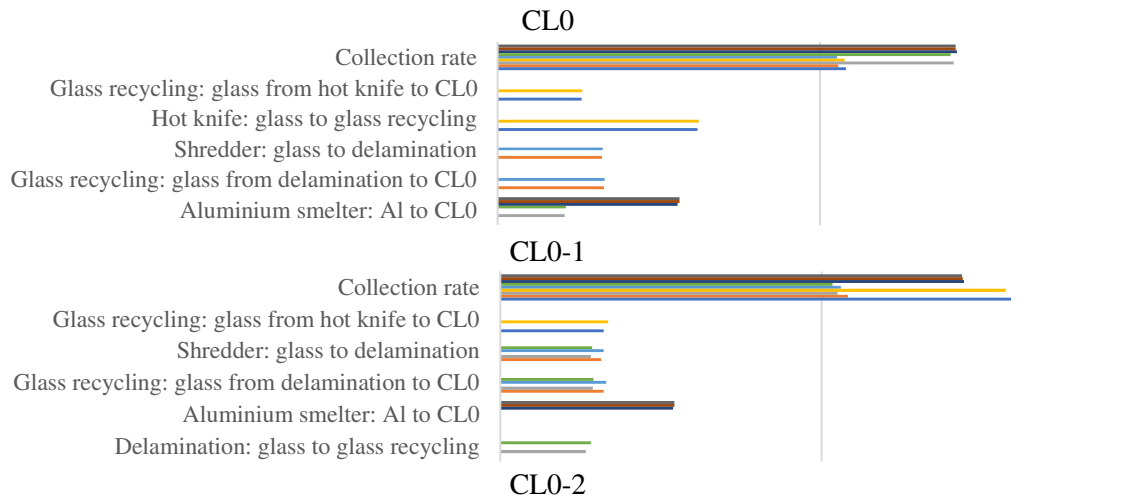 CL0
Collection rate
Glass recycling: glass from hot knife to CL0
Hot knife: glass to glass recycling
Shredder: glass to delamination
Glass recycling: glass from delamination to CL0
Aluminium smelter: Al to CL0
CL0-1
Collection rate
Glass recycling: glass from hot knife to CL0
Shredder: glass to delamination
Glass recycling: glass from delamination to CL0
Aluminium smelter: Al to CL0
Delamination: glass to glass recycling
CL0-2